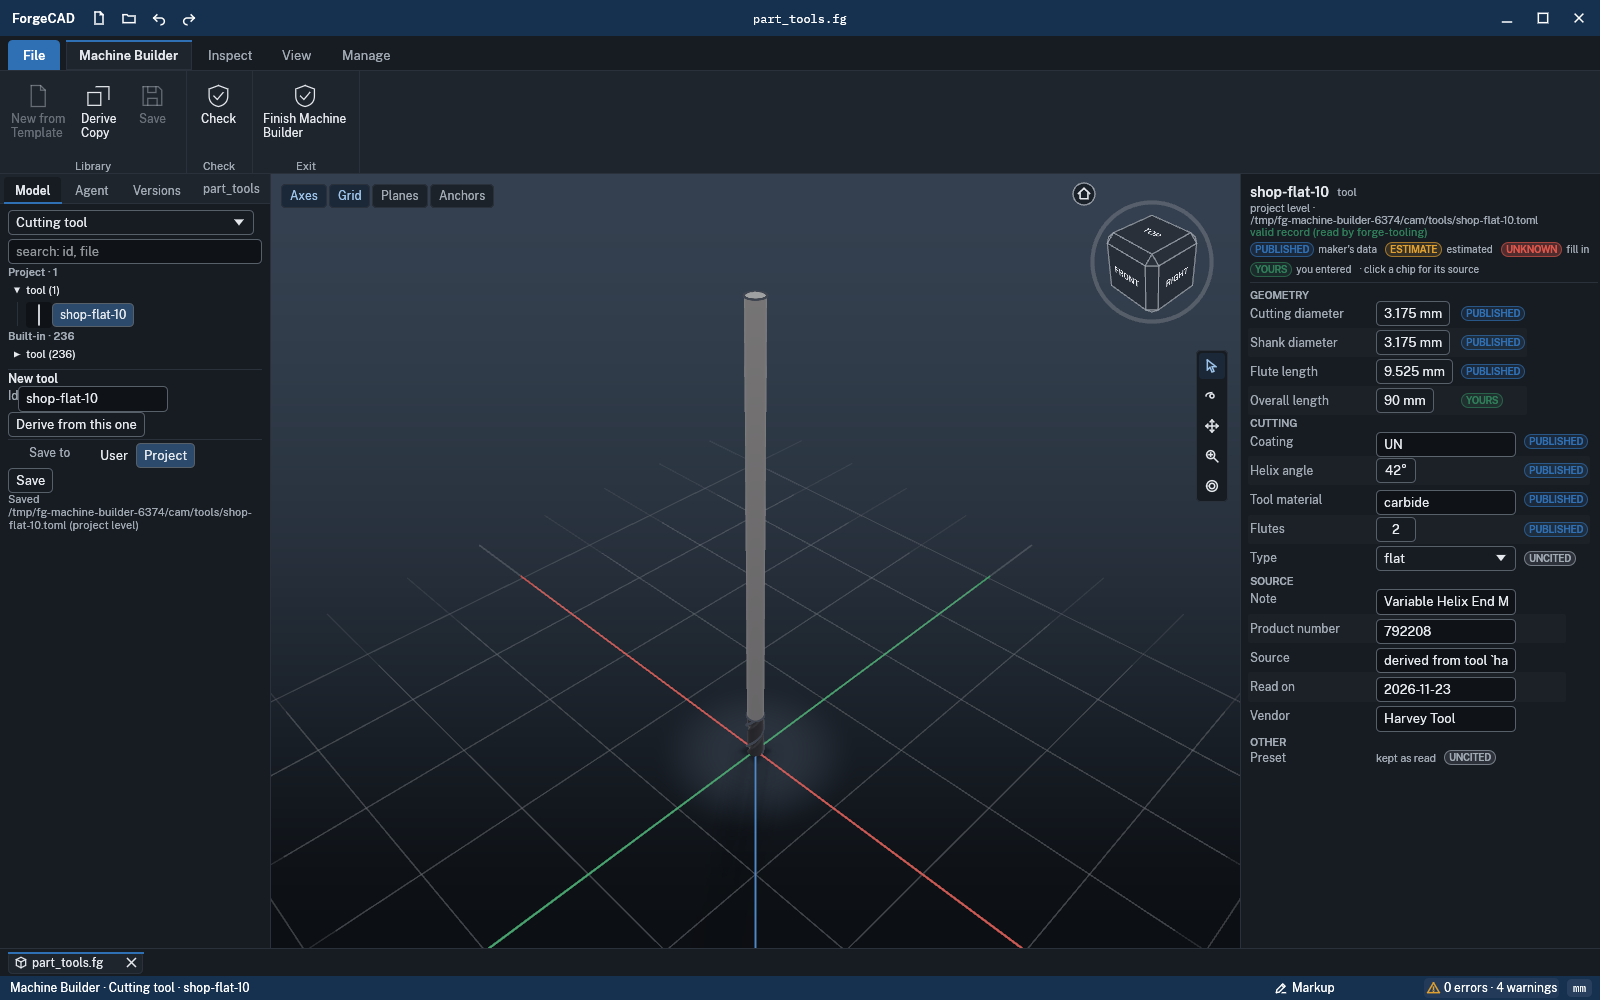 ForgeCAD
part_tools.fg
File Machine Builder Inspect View Manage
New from Template
Derive Copy
Save
Check
Finish Machine Builder
Library
Check
Exit
Model Agent Versions part_tools
Cutting tool
search: id, file
Project · 1
tool (1)
shop-flat-10
Built-in · 236
tool (236)
New tool
Id shop-flat-10
Derive from this one
Save to User Project
Save
Saved
/tmp/fg-machine-builder-6374/cam/tools/shop-
flat-10.toml (project level)
Axes Grid Planes Anchors
TOP
FRONT
RIGHT
shop-flat-10 tool
project level ·
/tmp/fg-machine-builder-6374/cam/tools/shop-flat-10.toml
valid record (read by forge-tooling)
PUBLISHED maker's data ESTIMATE estimated UNKNOWN fill in
YOURS you entered · click a chip for its source
GEOMETRY
Cutting diameter 3.175 mm PUBLISHED
Shank diameter 3.175 mm PUBLISHED
Flute length 9.525 mm PUBLISHED
Overall length 90 mm YOURS
CUTTING
Coating UN PUBLISHED
Helix angle 42° PUBLISHED
Tool material carbide PUBLISHED
Flutes 2 PUBLISHED
Type flat UNCITED
SOURCE
Note Variable Helix End M
Product number 792208
Source derived from tool `ha
Read on 2026-11-23
Vendor Harvey Tool
OTHER
Preset kept as read UNCITED
part_tools.fg
Machine Builder · Cutting tool · shop-flat-10
Markup
0 errors · 4 warnings
mm